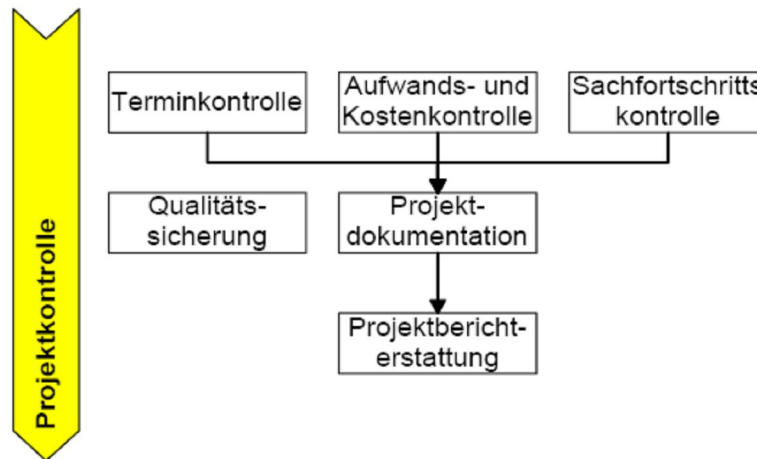 Terminkontrolle
Aufwands- und
Kostenkontrolle
Sachfortschritts
kontrolle
Qualitäts-
sicherung
Projekt-
dokumentation
Projektbericht-
erstattung
Projektkontrolle